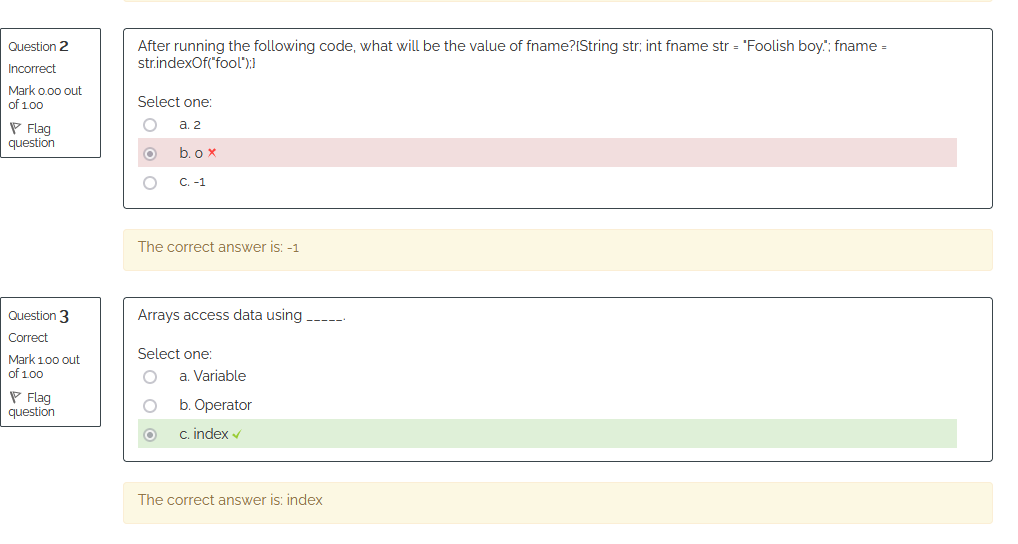 Question 2
Incorrect
Mark 0.00 out
of 1.00
Flag
question
After running the following code, what will be the value of fname?{String str; int fname str = "Foolish boy."; fname =
str.indexOf("fool");}
Select one:
a. 2
b. 0
c. -1
The correct answer is: -1
Question 3
Correct
Mark 1.00 out
of 1.00
Flag
question
Arrays access data using _____.
Select one:
a. Variable
b. Operator
c. index
The correct answer is: index